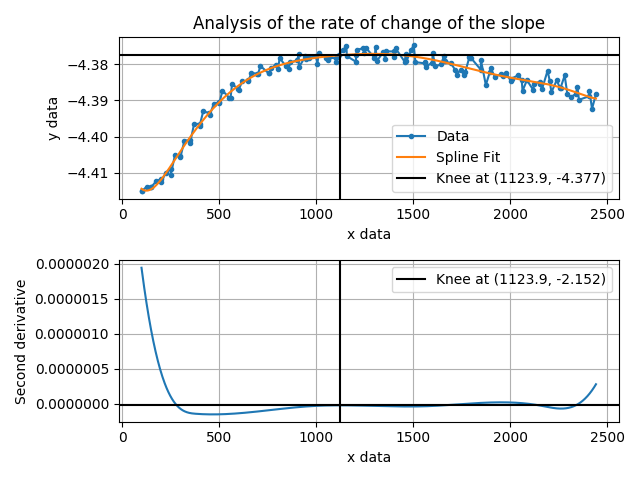 Analysis of the rate of change of the slope
−4.38
−4.39
−4.40
−4.41
y data
Data
Spline Fit
Knee at (1123.9, -4.377)
0 500 1000 1500 2000 2500
x data
0.0000020
0.0000015
0.0000010
0.0000005
0.0000000
Second derivative
Knee at (1123.9, -2.152)
0 500 1000 1500 2000 2500
x data